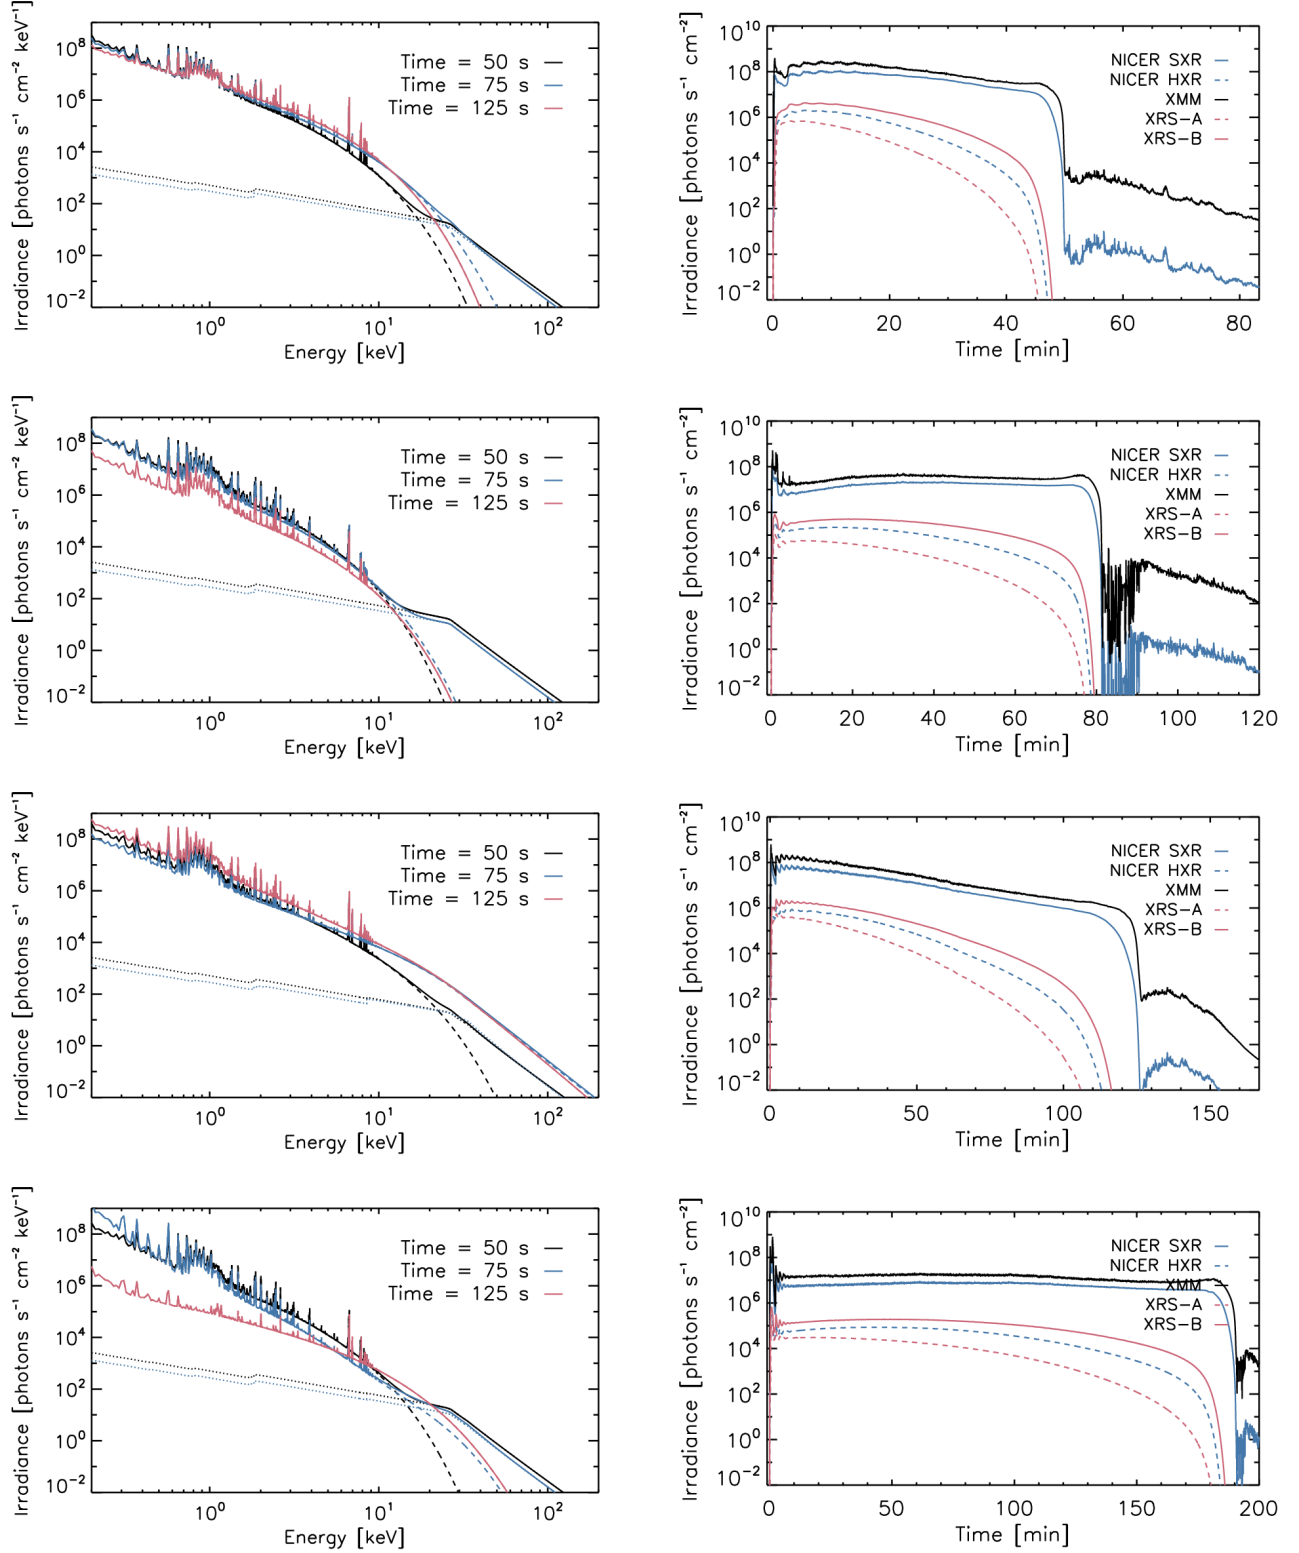 Irradiance [photons s⁻¹ cm⁻² keV⁻¹]
10⁸
10⁶
10⁴
10²
10⁰
10⁻²
Time = 50 s
Time = 75 s
Time = 125 s
10⁰
10¹
10²
Energy [keV]
Irradiance [photons s⁻¹ cm⁻²]
10¹⁰
10⁸
10⁶
10⁴
10²
10⁰
10⁻²
NICER SXR
NICER HXR
XMM
XRS-A
XRS-B
0
20
40
60
80
Time [min]
Irradiance [photons s⁻¹ cm⁻² keV⁻¹]
10⁸
10⁶
10⁴
10²
10⁰
10⁻²
Time = 50 s
Time = 75 s
Time = 125 s
10⁰
10¹
10²
Energy [keV]
Irradiance [photons s⁻¹ cm⁻²]
10¹⁰
10⁸
10⁶
10⁴
10²
10⁰
10⁻²
NICER SXR
NICER HXR
XMM
XRS-A
XRS-B
0
20
40
60
80
100
120
Time [min]
Irradiance [photons s⁻¹ cm⁻² keV⁻¹]
10⁸
10⁶
10⁴
10²
10⁰
10⁻²
Time = 50 s
Time = 75 s
Time = 125 s
10⁰
10¹
10²
Energy [keV]
Irradiance [photons s⁻¹ cm⁻²]
10¹⁰
10⁸
10⁶
10⁴
10²
10⁰
10⁻²
NICER SXR
NICER HXR
XMM
XRS-A
XRS-B
0
50
100
150
Time [min]
Irradiance [photons s⁻¹ cm⁻² keV⁻¹]
10⁸
10⁶
10⁴
10²
10⁰
10⁻²
Time = 50 s
Time = 75 s
Time = 125 s
10⁰
10¹
10²
Energy [keV]
Irradiance [photons s⁻¹ cm⁻²]
10¹⁰
10⁸
10⁶
10⁴
10²
10⁰
10⁻²
NICER SXR
NICER HXR
XMM
XRS-A
XRS-B
0
50
100
150
200
Time [min]